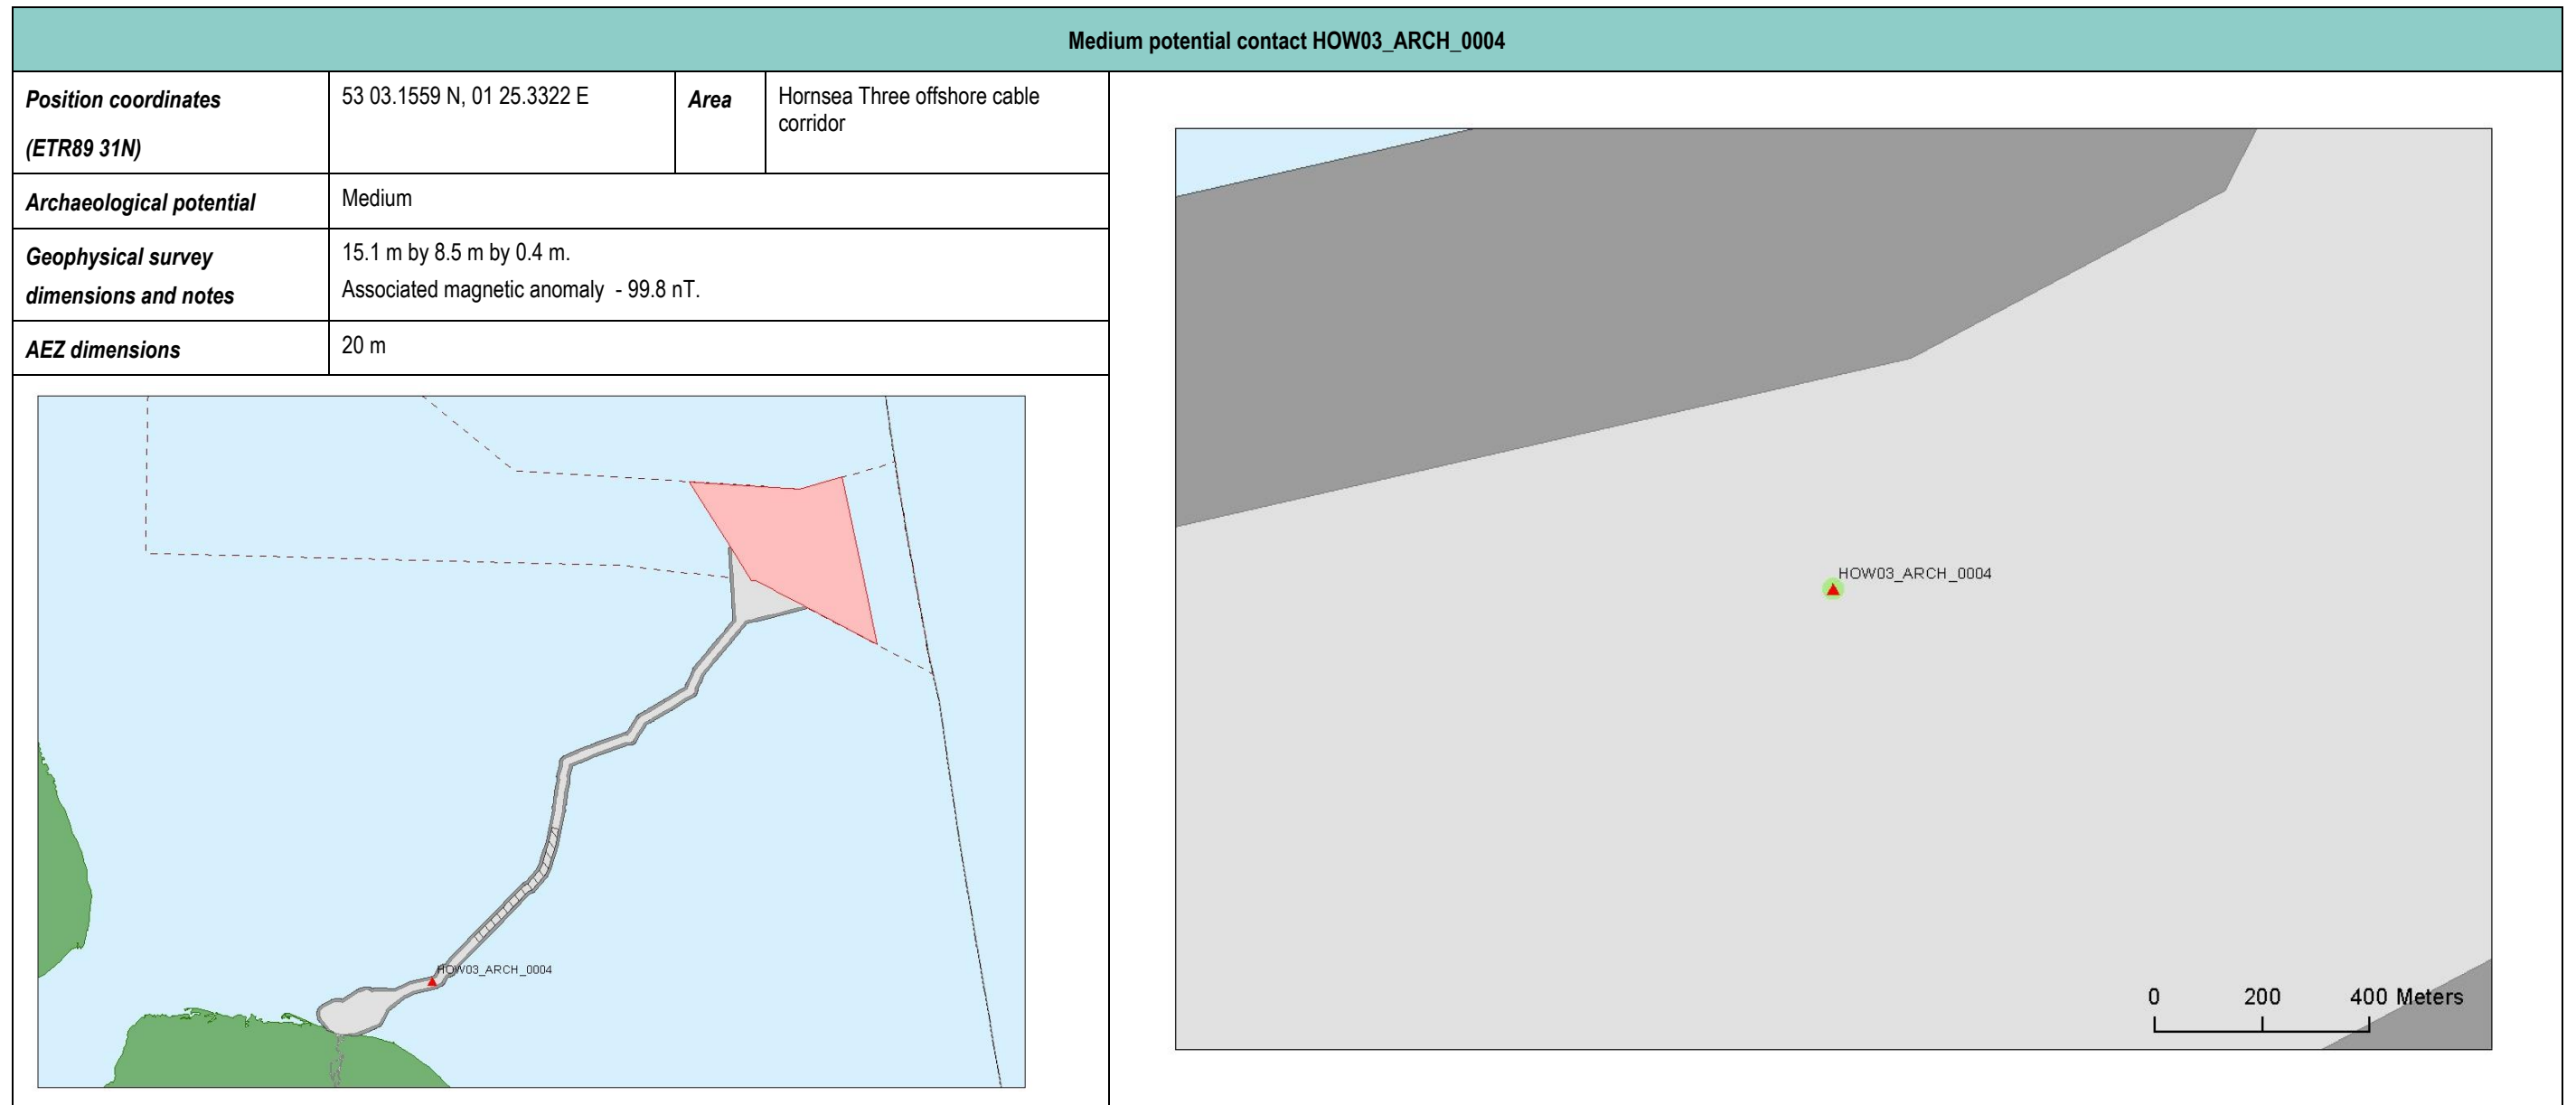 Medium potential contact HOW03_ARCH_0004
Position coordinates
(ETR89 31N)
53 03.1559 N, 01 25.3322 E
Area
Hornsea Three offshore cable
corridor
Archaeological potential
Medium
Geophysical survey
dimensions and notes
15.1 m by 8.5 m by 0.4 m.
Associated magnetic anomaly - 99.8 nT.
AEZ dimensions
20 m
HOW03_ARCH_0004
HOW03_ARCH_0004
0 200 400 Meters